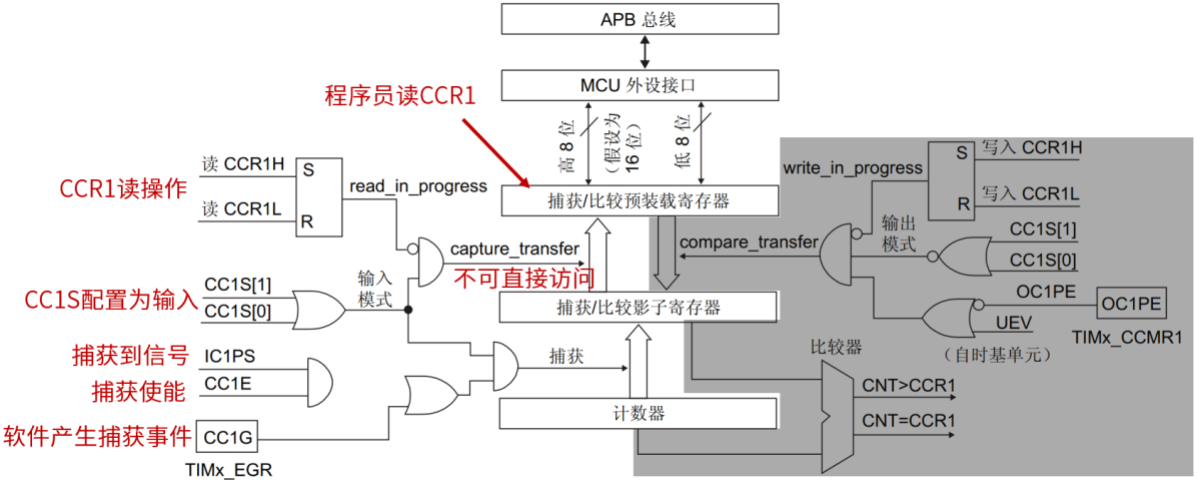 APB 总线
MCU 外设接口
程序员读CCR1
高 8 位
(假设为
16 位)
低 8 位
读 CCR1H
S
CCR1读操作
read_in_progress
读 CCR1L
R
捕获/比较预装载寄存器
write_in_progress
S
写入 CCR1H
R
写入 CCR1L
capture_transfer
不可直接访问
compare_transfer
输出
模式
CC1S[1]
CC1S[0]
CC1S配置为输入
CC1S[1]
CC1S[0]
输入
模式
捕获/比较影子寄存器
OC1PE
OC1PE
UEV
TIMx_CCMR1
(自时基单元)
捕获到信号
IC1PS
捕获使能
CC1E
捕获
比较器
CNT>CCR1
CNT=CCR1
计数器
软件产生捕获事件
CC1G
TIMx_EGR